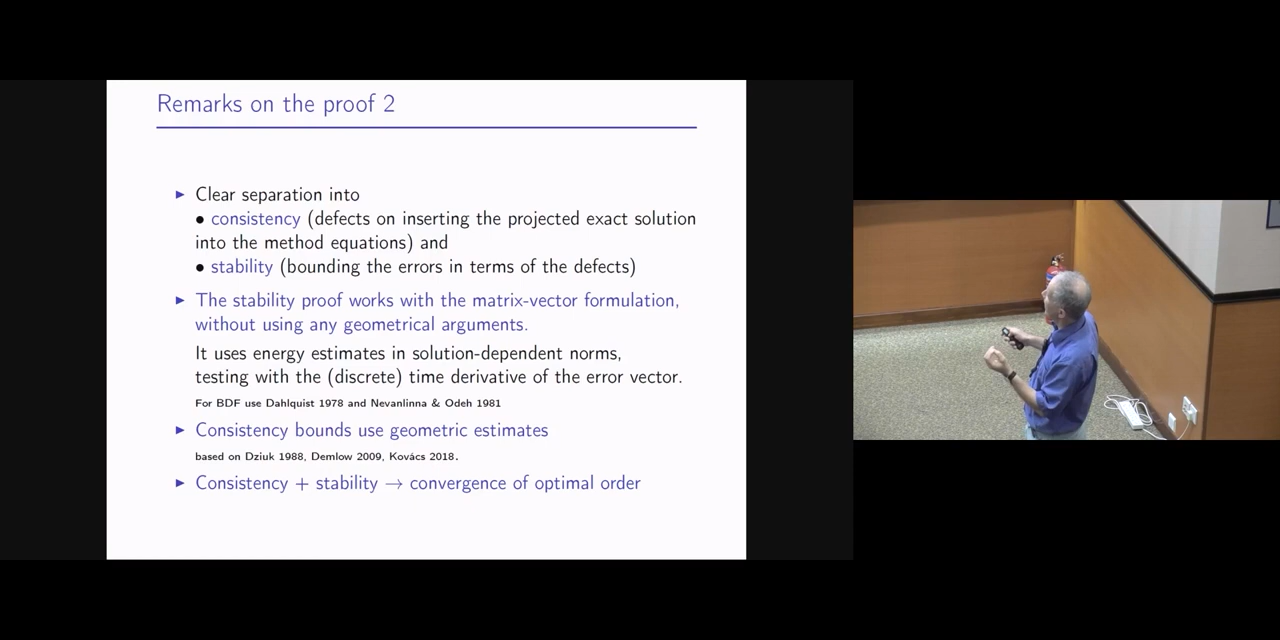 Remarks on the proof 2
▶ Clear separation into
● consistency (defects on inserting the projected exact solution
into the method equations) and
● stability (bounding the errors in terms of the defects)
▶ The stability proof works with the matrix-vector formulation,
without using any geometrical arguments.
It uses energy estimates in solution-dependent norms,
testing with the (discrete) time derivative of the error vector.
For BDF use Dahlquist 1978 and Nevanlinna & Odeh 1981
▶ Consistency bounds use geometric estimates
based on Dziuk 1988, Demlow 2009, Kovács 2018.
▶ Consistency + stability → convergence of optimal order